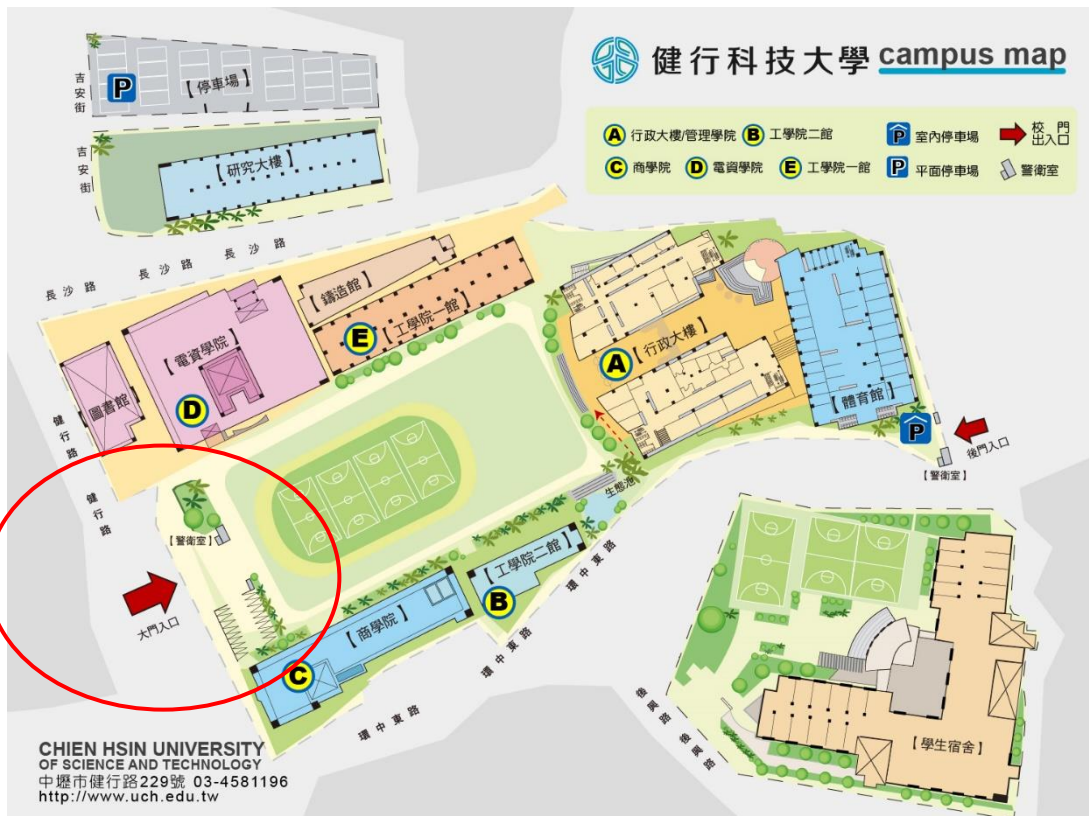 健行科技大學 campus map
A 行政大樓/管理學院 B 工學院二館 P 室內停車場 校門出入口
C 商學院 D 電資學院 E 工學院一館 P 平面停車場 警衛室
吉安街
P 【停車場】
吉安街
【研究大樓】
長沙路 長沙路 長沙路
【鑄造館】
E 【工學院一館】
【電資學院】
D
【圖書館】
A 【行政大樓】
【體育館】
P
後門入口
【警衛室】
健行路
健行路
【警衛室】
大門入口
生態池
【工學院二館】
B
環中東路
【商學院】
C
環中東路
環中東路
後興路 後興路
【學生宿舍】
CHIEN HSIN UNIVERSITY
OF SCIENCE AND TECHNOLOGY
中壢市健行路229號 03-4581196
http://www.uch.edu.tw